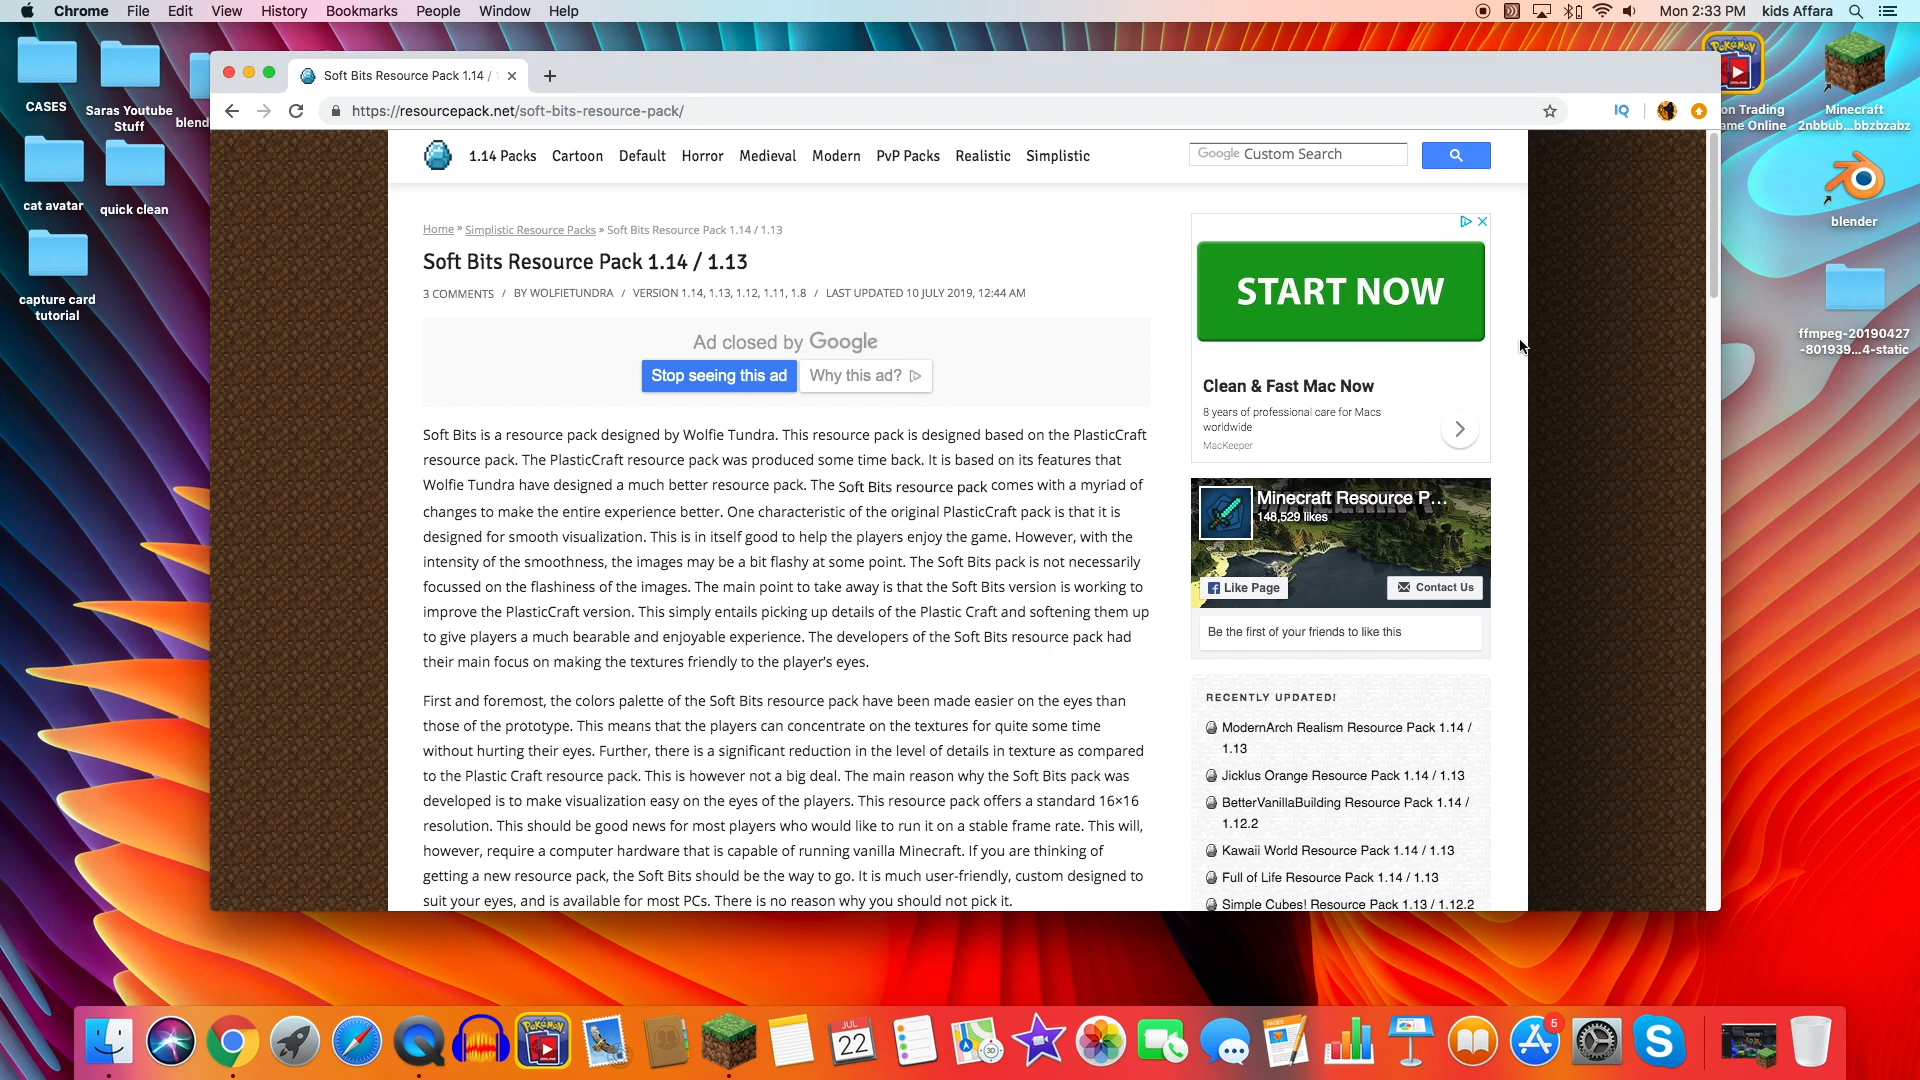 Chrome File Edit View History Bookmarks People Window Help
Mon 2:33 PM kids Affara
CASES
Saras Youtube
Stuff
blend
cat avatar
quick clean
capture card
tutorial
on Trading
ame Online
Minecraft
2nbbub...bbzbzabz
blender
ffmpeg-20190427
-801939...4-static
Soft Bits Resource Pack 1.14 /
https://resourcepack.net/soft-bits-resource-pack/
IQ
1.14 Packs Cartoon Default Horror Medieval Modern PvP Packs Realistic Simplistic
Google Custom Search
Home » Simplistic Resource Packs » Soft Bits Resource Pack 1.14 / 1.13
Soft Bits Resource Pack 1.14 / 1.13
3 COMMENTS / BY WOLFIETUNDRA / VERSION 1.14, 1.13, 1.12, 1.11, 1.8 / LAST UPDATED 10 JULY 2019, 12:44 AM
Ad closed by Google
Stop seeing this ad Why this ad?
Soft Bits is a resource pack designed by Wolfie Tundra. This resource pack is designed based on the PlasticCraft
resource pack. The PlasticCraft resource pack was produced some time back. It is based on its features that
Wolfie Tundra have designed a much better resource pack. The Soft Bits resource pack comes with a myriad of
changes to make the entire experience better. One characteristic of the original PlasticCraft pack is that it is
designed for smooth visualization. This is in itself good to help the players enjoy the game. However, with the
intensity of the smoothness, the images may be a bit flashy at some point. The Soft Bits pack is not necessarily
focussed on the flashiness of the images. The main point to take away is that the Soft Bits version is working to
improve the PlasticCraft version. This simply entails picking up details of the Plastic Craft and softening them up
to give players a much bearable and enjoyable experience. The developers of the Soft Bits resource pack had
their main focus on making the textures friendly to the player's eyes.
First and foremost, the colors palette of the Soft Bits resource pack have been made easier on the eyes than
those of the prototype. This means that the players can concentrate on the textures for quite some time
without hurting their eyes. Further, there is a significant reduction in the level of details in texture as compared
to the Plastic Craft resource pack. This is however not a big deal. The main reason why the Soft Bits pack was
developed is to make visualization easy on the eyes of the players. This resource pack offers a standard 16×16
resolution. This should be good news for most players who would like to run it on a stable frame rate. This will,
however, require a computer hardware that is capable of running vanilla Minecraft. If you are thinking of
getting a new resource pack, the Soft Bits should be the way to go. It is much user-friendly, custom designed to
suit your eyes, and is available for most PCs. There is no reason why you should not pick it.
START NOW
Clean & Fast Mac Now
8 years of professional care for Macs
worldwide
MacKeeper
Minecraft Resource P...
148,529 likes
Like Page
Contact Us
Be the first of your friends to like this
RECENTLY UPDATED!
ModernArch Realism Resource Pack 1.14 /
1.13
Jicklus Orange Resource Pack 1.14 / 1.13
BetterVanillaBuilding Resource Pack 1.14 /
1.12.2
Kawaii World Resource Pack 1.14 / 1.13
Full of Life Resource Pack 1.14 / 1.13
Simple Cubes! Resource Pack 1.13 / 1.12.2
POKÉMON
JUL
22
3D
PAGES
5